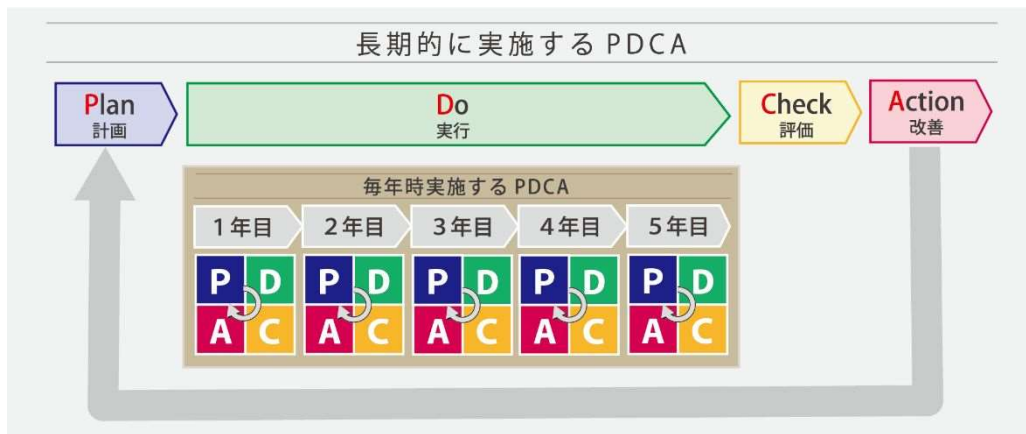 長期的に実施するPDCA
Plan
計画
Do
実行
Check
評価
Action
改善
毎年時実施するPDCA
1年目 2年目 3年目 4年目 5年目
P D P D P D P D P D
A C A C A C A C A C